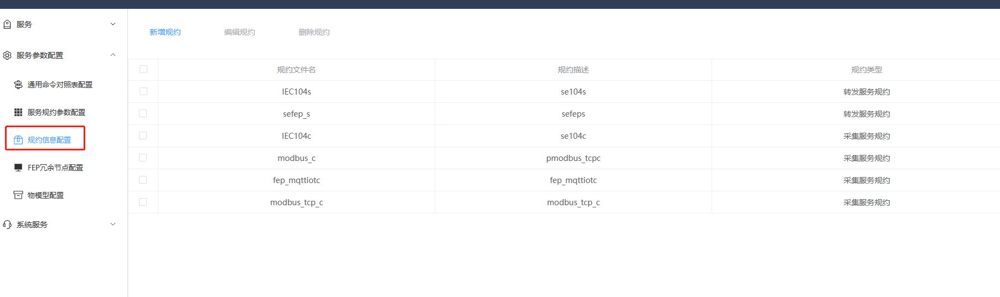 服务
服务参数配置
通用命令对照表配置
服务规约参数配置
规约信息配置
FEP冗余节点配置
物模型配置
系统服务
新增规约 编辑规约 删除规约
规约文件名 规约描述 规约类型
IEC104s se104s 转发服务规约
sefep_s sefeps 转发服务规约
IEC104c se104c 采集服务规约
modbus_c pmodbus_tcpc 采集服务规约
fep_mqttiotc fep_mqttiotc 采集服务规约
modbus_tcp_c modbus_tcp_c 采集服务规约